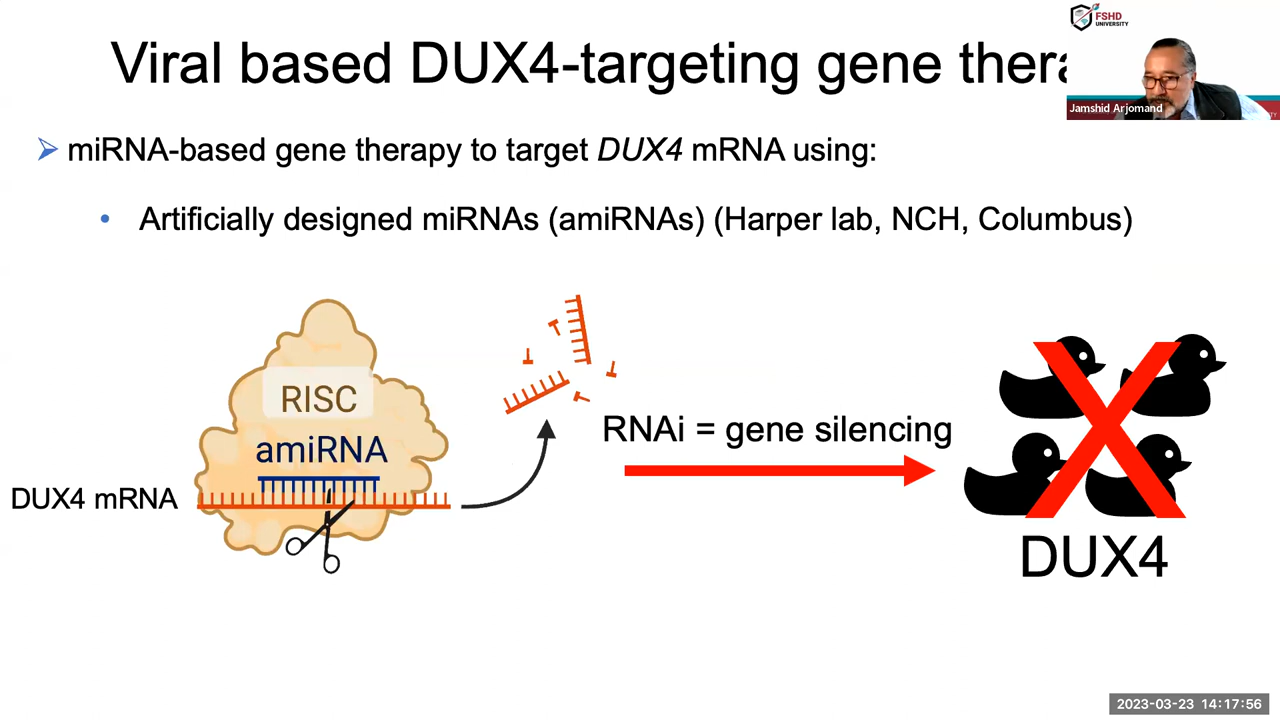 FSHD
UNIVERSITY
Viral based DUX4-targeting gene thera
Jamshid Arjomand
miRNA-based gene therapy to target DUX4 mRNA using:
• Artificially designed miRNAs (amiRNAs) (Harper lab, NCH, Columbus)
RISC
amiRNA
DUX4 mRNA
RNAi = gene silencing
DUX4
2023-03-23 14:17:56